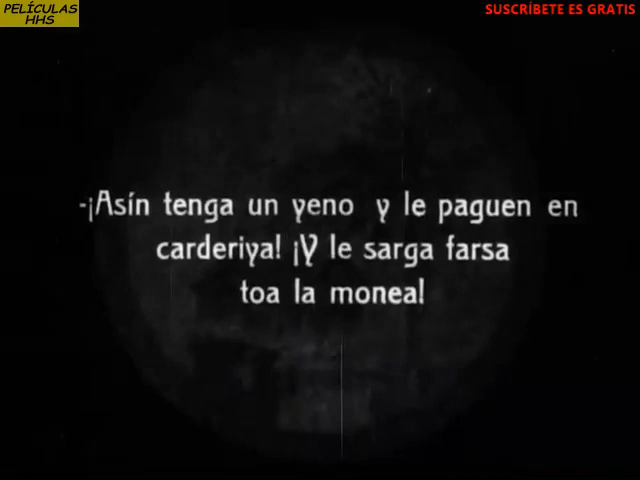 PELÍCULAS
HHS
SUSCRÍBETE ES GRATIS
-¡Asín tenga un yeno y le paguen en
carderiya! ¡Y le sarga farsa
toa la monea!